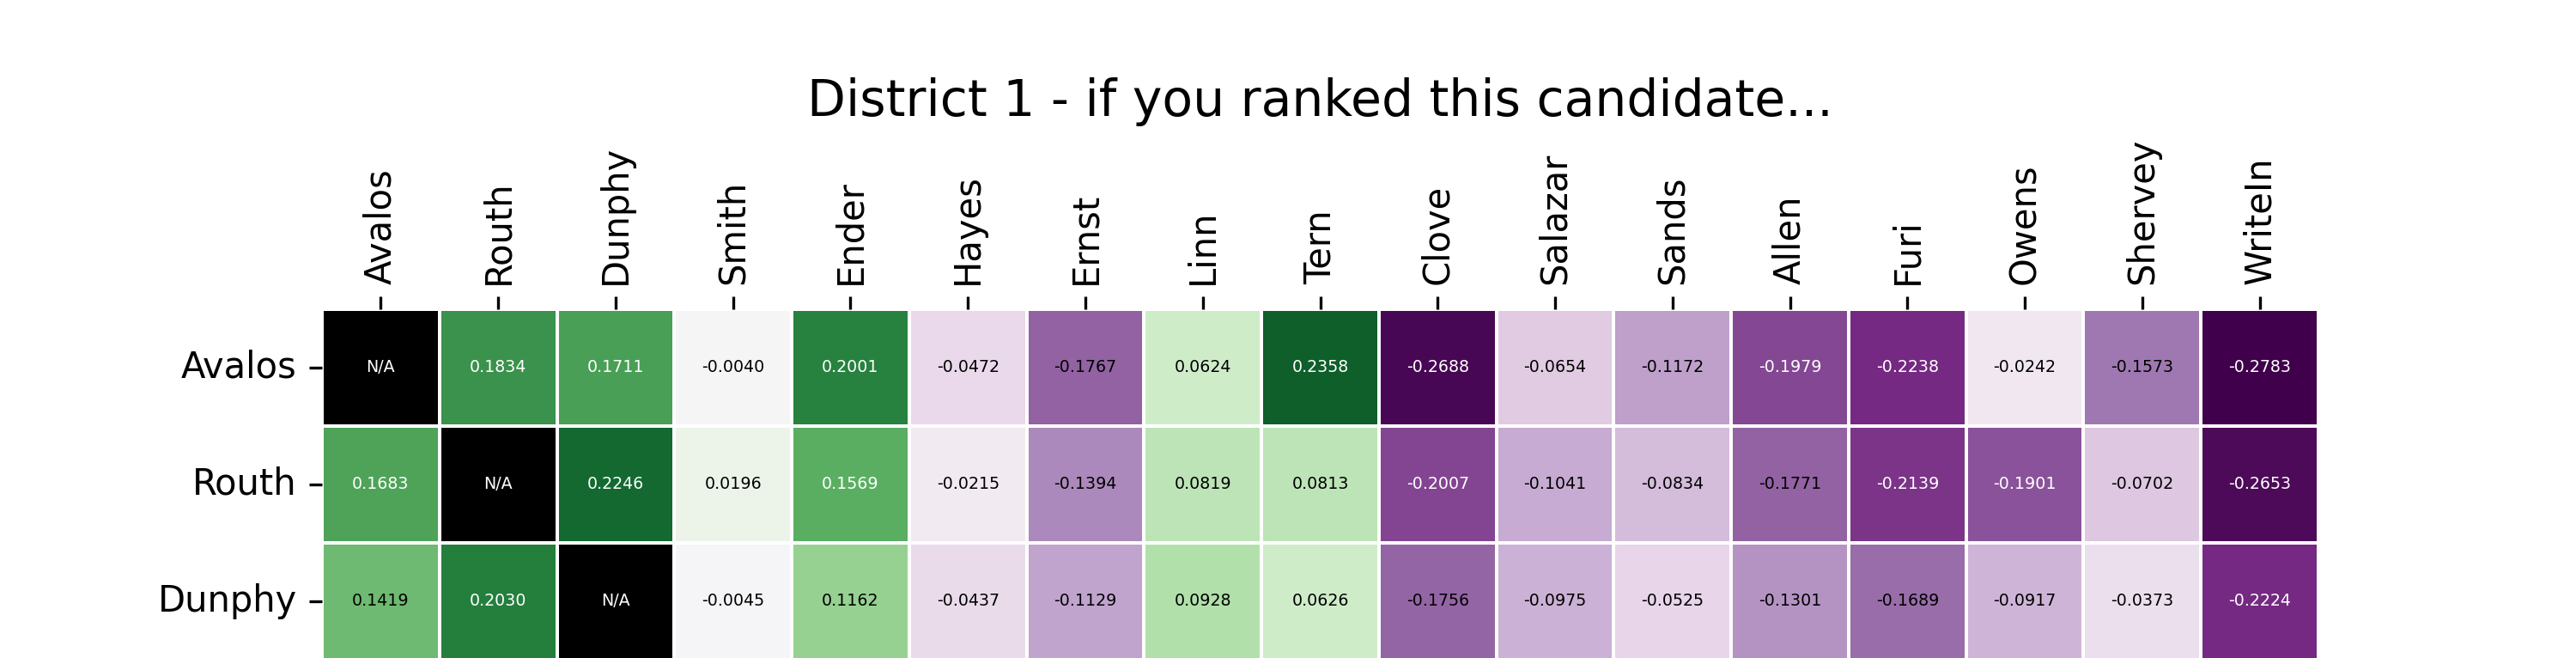 District 1 - if you ranked this candidate...
Avalos Routh Dunphy Smith Ender Hayes Ernst Linn Tern Clove Salazar Sands Allen Furi Owens Shervey WriteIn
Avalos N/A 0.1834 0.1711 -0.0040 0.2001 -0.0472 -0.1767 0.0624 0.2358 -0.2688 -0.0654 -0.1172 -0.1979 -0.2238 -0.0242 -0.1573 -0.2783
Routh 0.1683 N/A 0.2246 0.0196 0.1569 -0.0215 -0.1394 0.0819 0.0813 -0.2007 -0.1041 -0.0834 -0.1771 -0.2139 -0.1901 -0.0702 -0.2653
Dunphy 0.1419 0.2030 N/A -0.0045 0.1162 -0.0437 -0.1129 0.0928 0.0626 -0.1756 -0.0975 -0.0525 -0.1301 -0.1689 -0.0917 -0.0373 -0.2224